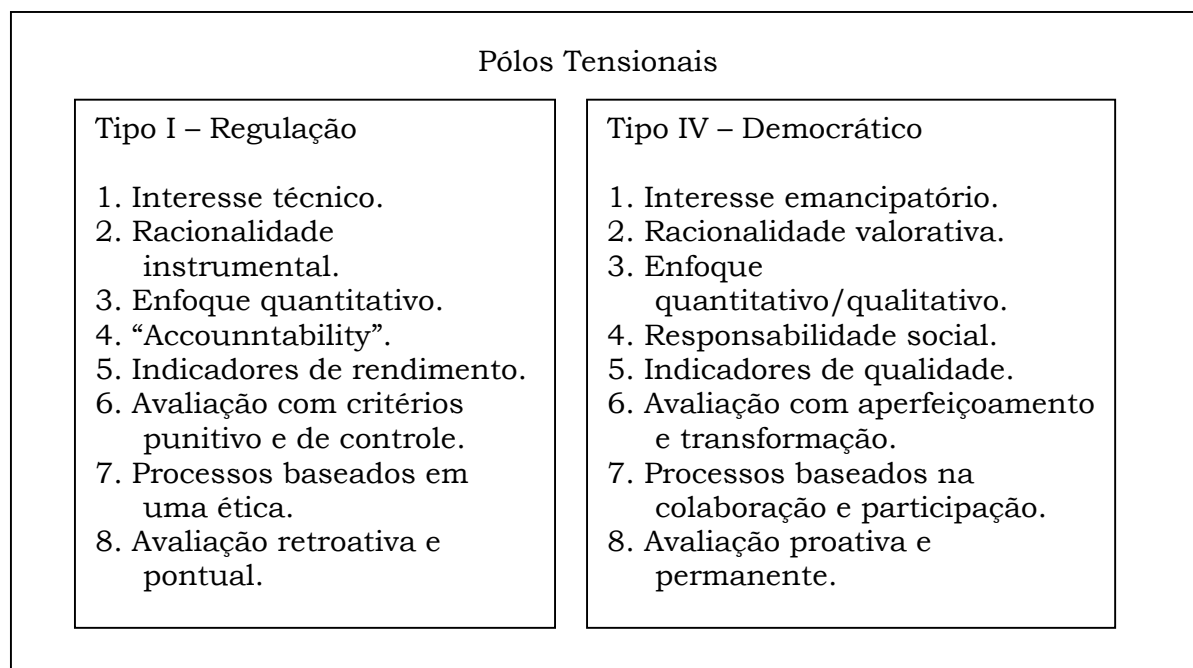 Pólos Tensionais
Tipo I – Regulação
1. Interesse técnico.
2. Racionalidade
instrumental.
3. Enfoque quantitativo.
4. “Accounntability”.
5. Indicadores de rendimento.
6. Avaliação com critérios
punitivo e de controle.
7. Processos baseados em
uma ética.
8. Avaliação retroativa e
pontual.
Tipo IV – Democrático
1. Interesse emancipatório.
2. Racionalidade valorativa.
3. Enfoque
quantitativo/qualitativo.
4. Responsabilidade social.
5. Indicadores de qualidade.
6. Avaliação com aperfeiçoamento
e transformação.
7. Processos baseados na
colaboração e participação.
8. Avaliação proativa e
permanente.